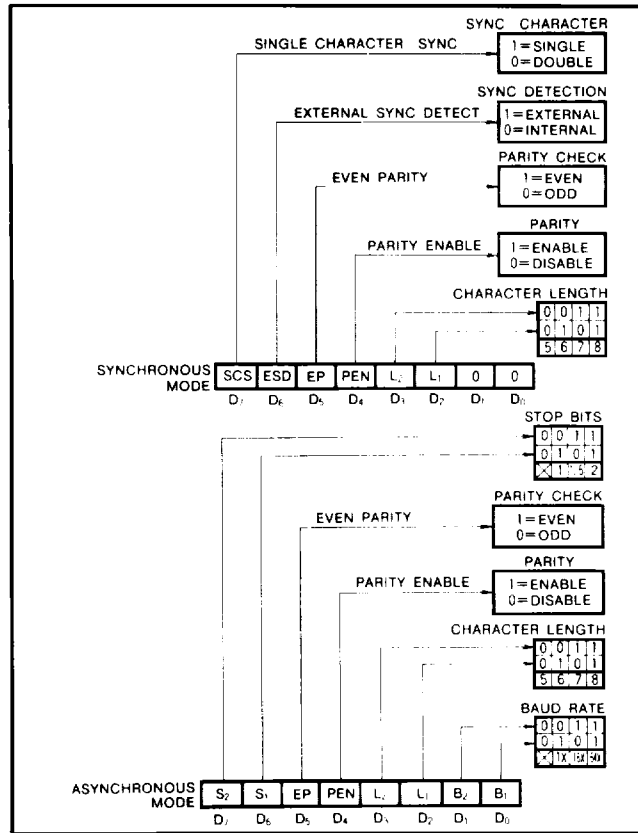 SYNC CHARACTER
SINGLE CHARACTER SYNC
1=SINGLE
0=DOUBLE
SYNC DETECTION
EXTERNAL SYNC DETECT
1=EXTERNAL
0=INTERNAL
PARITY CHECK
EVEN PARITY
1=EVEN
0=ODD
PARITY
PARITY ENABLE
1=ENABLE
0=DISABLE
CHARACTER LENGTH
0 0 1 1
0 1 0 1
5 6 7 8
SYNCHRONOUS MODE
SCS ESD EP PEN L₂ L₁ 0 0
D₇ D₆ D₅ D₄ D₃ D₂ D₁ D₀
STOP BITS
0 0 1 1
0 1 0 1
X 1 1.5 2
PARITY CHECK
EVEN PARITY
1=EVEN
0=ODD
PARITY
PARITY ENABLE
1=ENABLE
0=DISABLE
CHARACTER LENGTH
0 0 1 1
0 1 0 1
5 6 7 8
BAUD RATE
0 0 1 1
0 1 0 1
X 1X 16X 64X
ASYNCHRONOUS MODE
S₂ S₁ EP PEN L₂ L₁ B₂ B₁
D₇ D₆ D₅ D₄ D₃ D₂ D₁ D₀